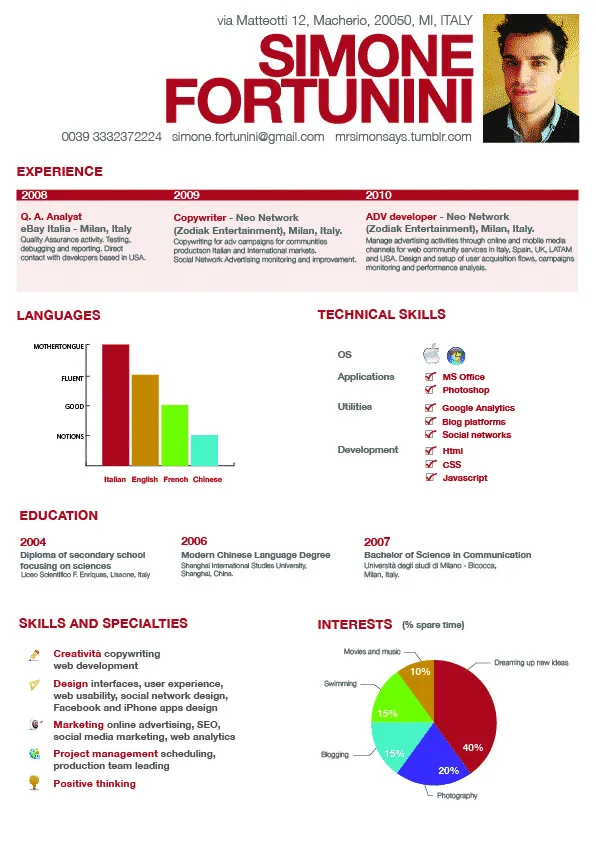 via Matteotti 12, Macherio, 20050, MI, ITALY
SIMONE
FORTUNINI
0039 3332372224 simone.fortunini@gmail.com mrsimonsays.tumblr.com
EXPERIENCE
2008
2009
2010
Q. A. Analyst
eBay Italia - Milan, Italy
Quality Assurance activity. Testing,
debugging and reporting. Direct
contact with developers based in USA.
Copywriter - Neo Network
(Zodiak Entertainment), Milan, Italy.
Copywriting for adv campaigns for communities
productson Italian and International markets.
Social Network Advertising monitoring and improvement.
ADV developer - Neo Network
(Zodiak Entertainment), Milan, Italy.
Manage advertising activities through online and mobile media
channels for web community services in Italy, Spain, UK, LATAM
and USA. Design and setup of user acquisition flows, campaigns
monitoring and performance analysis.
LANGUAGES
MOTHERTONGUE
FLUENT
GOOD
NOTIONS
Italian English French Chinese
TECHNICAL SKILLS
OS
Applications
MS Office
Photoshop
Utilities
Google Analytics
Blog platforms
Social networks
Development
Html
CSS
Javascript
EDUCATION
2004
Diploma of secondary school
focusing on sciences
Liceo Scientifico F. Enriques, Lissone, Italy
2006
Modern Chinese Language Degree
Shanghai International Studies University,
Shanghai, China.
2007
Bachelor of Science in Communication
Università degli studi di Milano - Bicocca,
Milan, Italy.
SKILLS AND SPECIALTIES
Creatività copywriting
web development
Design interfaces, user experience,
web usability, social network design,
Facebook and iPhone apps design
Marketing online advertising, SEO,
social media marketing, web analytics
Project management scheduling,
production team leading
Positive thinking
INTERESTS (% spare time)
Movies and music
Dreaming up new ideas
10%
Swimming
15%
40%
Blogging
15%
20%
Photography